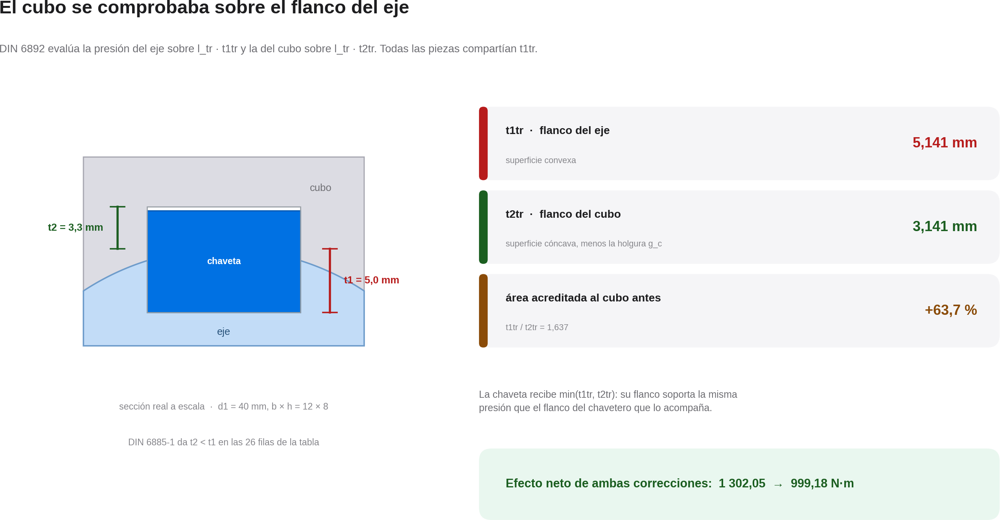 El cubo se comprobaba sobre el flanco del eje
DIN 6892 evalúa la presión del eje sobre l_tr · t1tr y la del cubo sobre l_tr · t2tr. Todas las piezas compartían t1tr.
cubo
t2 = 3,3 mm
chaveta
t1 = 5,0 mm
eje
sección real a escala · d1 = 40 mm, b × h = 12 × 8
DIN 6885-1 da t2 < t1 en las 26 filas de la tabla
t1tr · flanco del eje
5,141 mm
superficie convexa
t2tr · flanco del cubo
3,141 mm
superficie cóncava, menos la holgura g_c
área acreditada al cubo antes
+63,7 %
t1tr / t2tr = 1,637
La chaveta recibe min(t1tr, t2tr): su flanco soporta la misma
presión que el flanco del chavetero que lo acompaña.
Efecto neto de ambas correcciones: 1 302,05 → 999,18 N·m